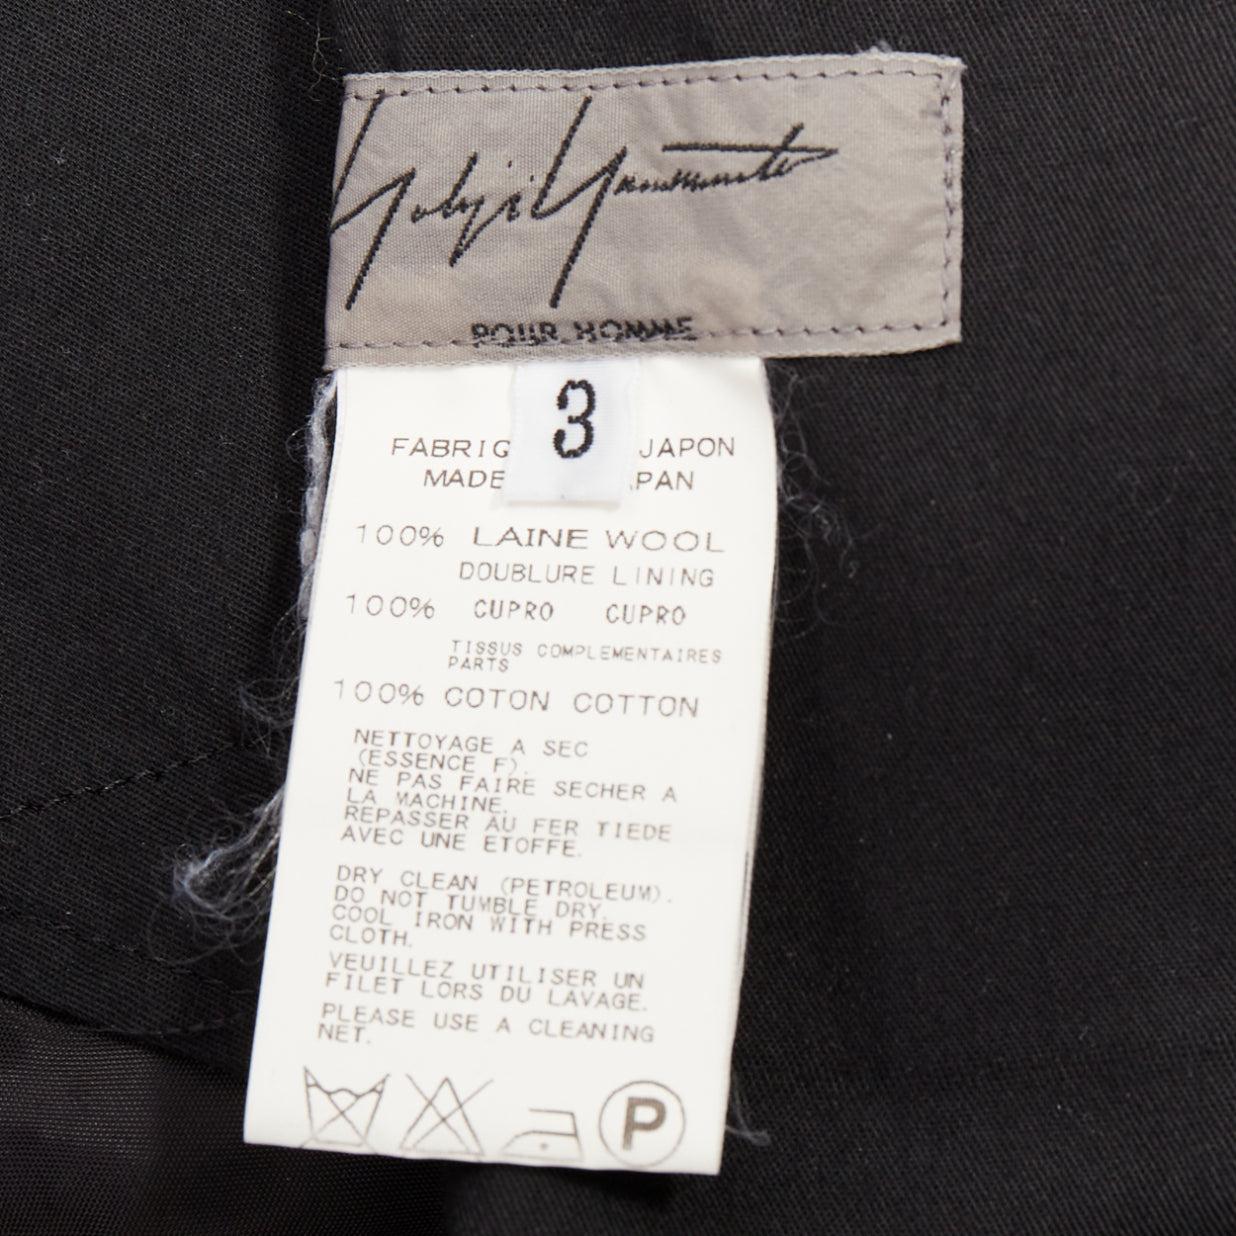 Yohji Yamamoto
POUR HOMME
3
FABRIQ JAPON
MADE PAN
100% LAINE WOOL
DOUBLURE LINING
100% CUPRO CUPRO
TISSUS COMPLEMENTAIRES
PARTS
100% COTON COTTON
NETTOYAGE A SEC
(ESSENCE F).
NE PAS FAIRE SECHER A
LA MACHINE.
REPASSER AU FER TIEDE
AVEC UNE ETOFFE.
DRY CLEAN (PETROLEUM).
DO NOT TUMBLE DRY.
COOL IRON WITH PRESS
CLOTH.
VEUILLEZ UTILISER UN
FILET LORS DU LAVAGE.
PLEASE USE A CLEANING
NET.
P